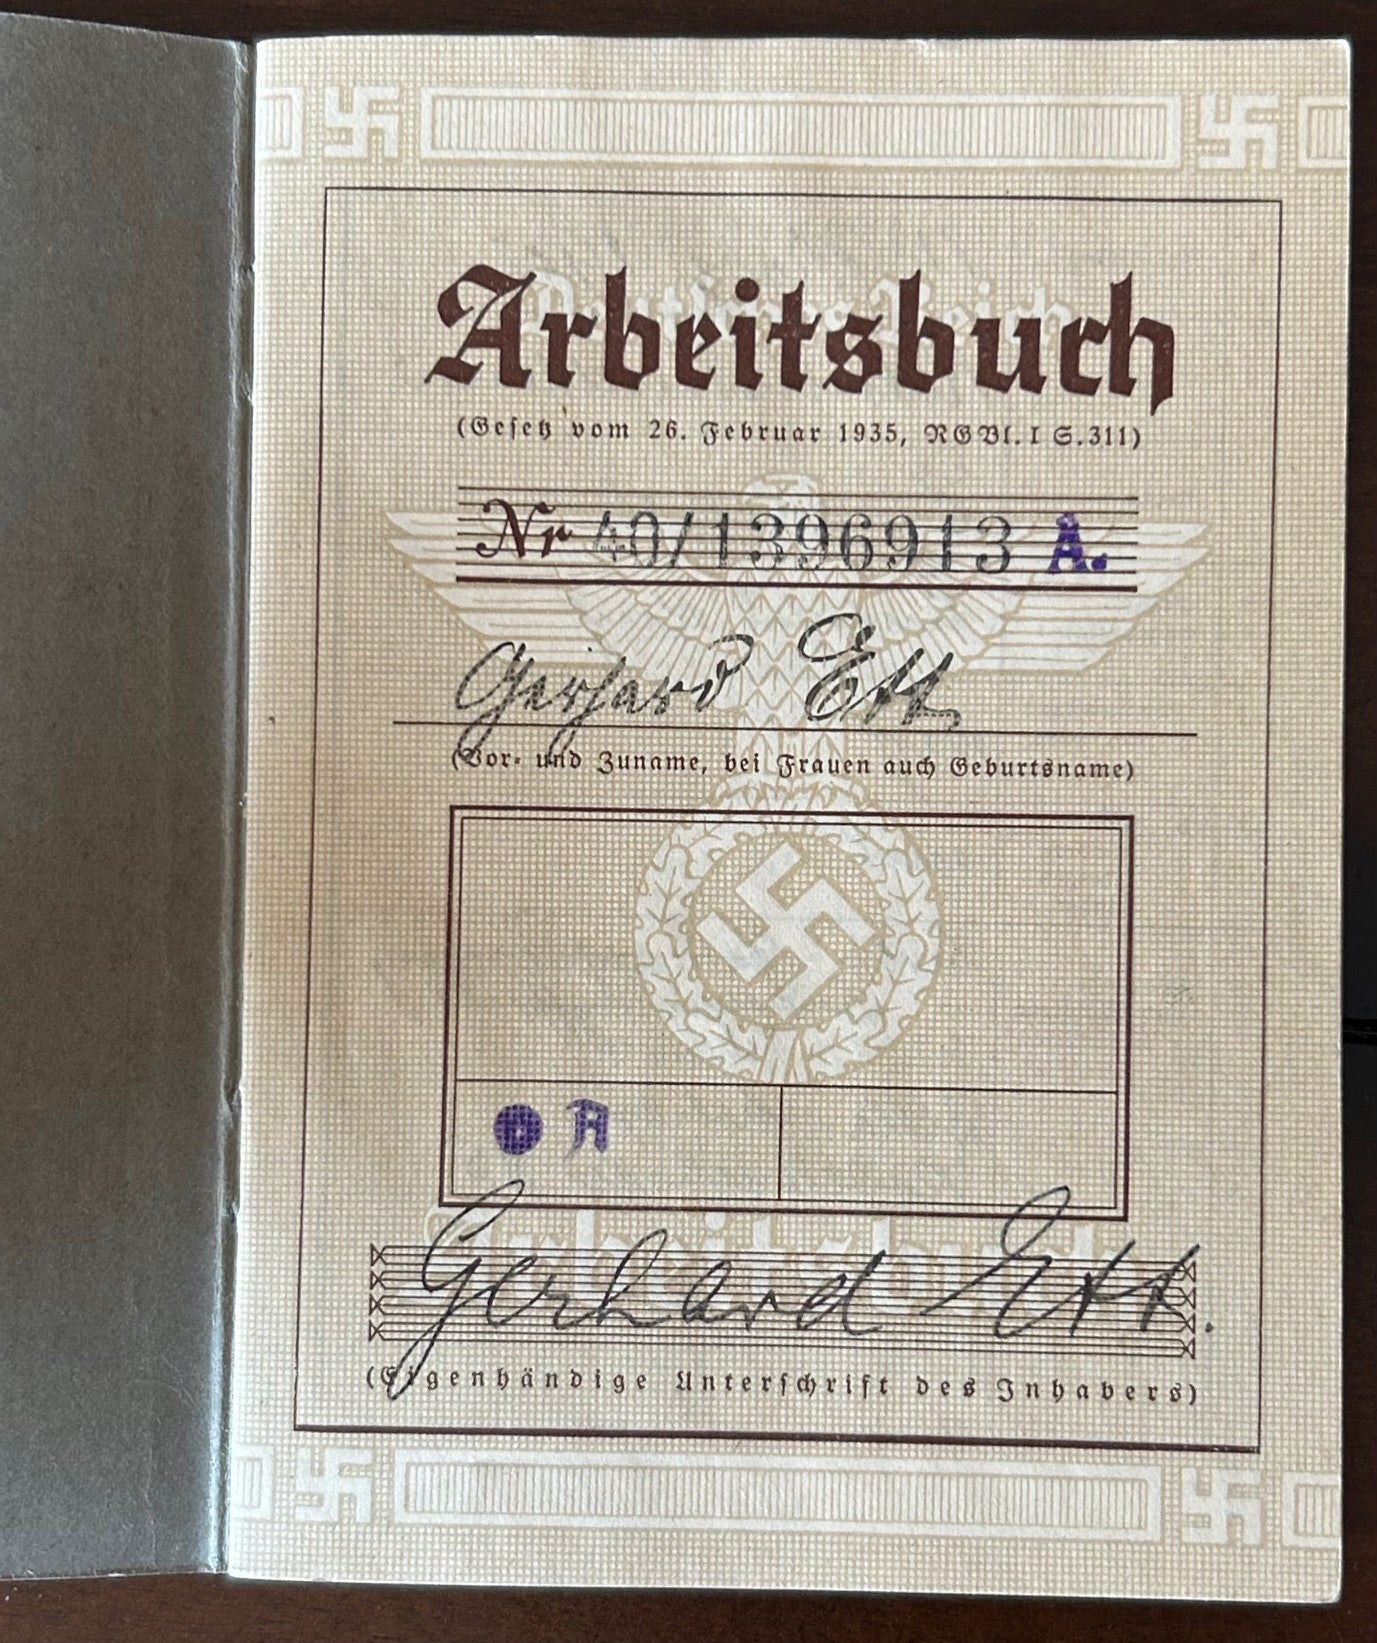 Arbeitsbuch
(Gesetz vom 26. Februar 1935, RGBl. I S. 311)
Nr 40/1396913 A.
Gerhard Ett
(Vor- und Zuname, bei Frauen auch Geburtsname)
A
Gerhard Ett.
(Eigenhändige Unterschrift des Inhabers)